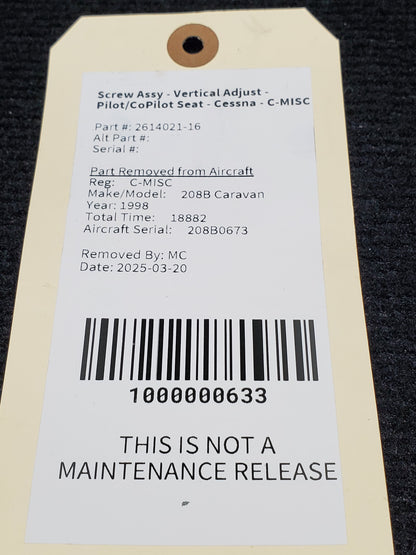 Screw Assy - Vertical Adjust -
Pilot/CoPilot Seat - Cessna - C-MISC
Part #: 2614021-16
Alt Part #:
Serial #:
Part Removed from Aircraft
Reg: C-MISC
Make/Model: 208B Caravan
Year: 1998
Total Time: 18882
Aircraft Serial: 208B0673
Removed By: MC
Date: 2025-03-20
1000000633
THIS IS NOT A
MAINTENANCE RELEASE